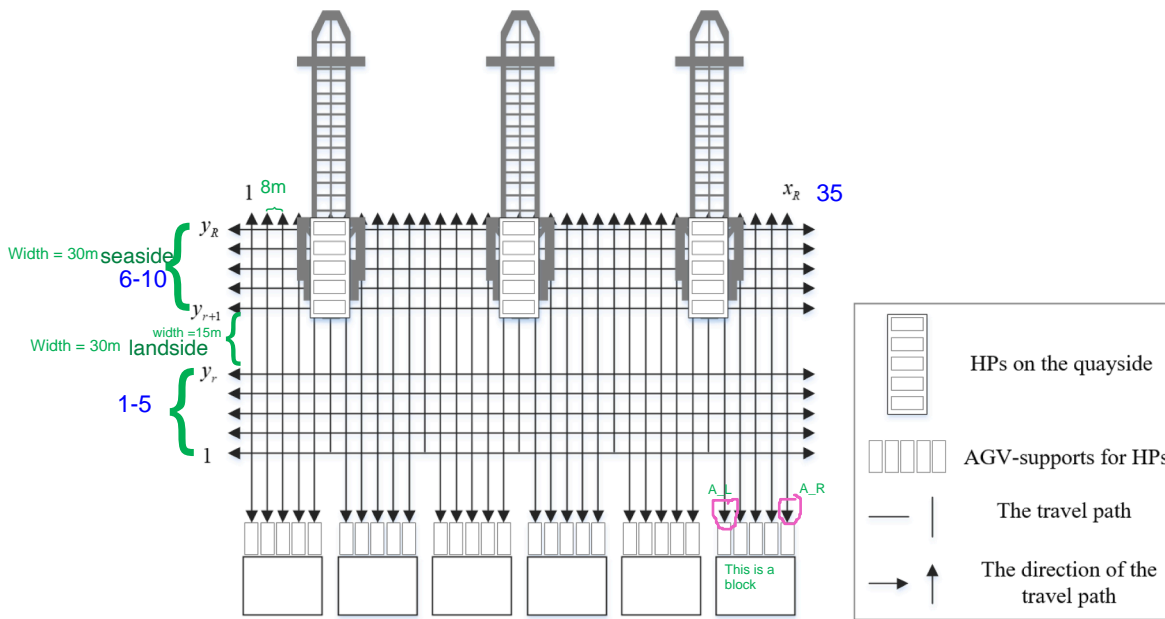 1 8m x_R 35
y_R
Width = 30m seaside
6-10
y_{r+1}
width =15m
Width = 30m landside
y_r
1-5
1
A_L A_R
This is a
block
HPs on the quayside
AGV-supports for HPs
The travel path
The direction of the
travel path